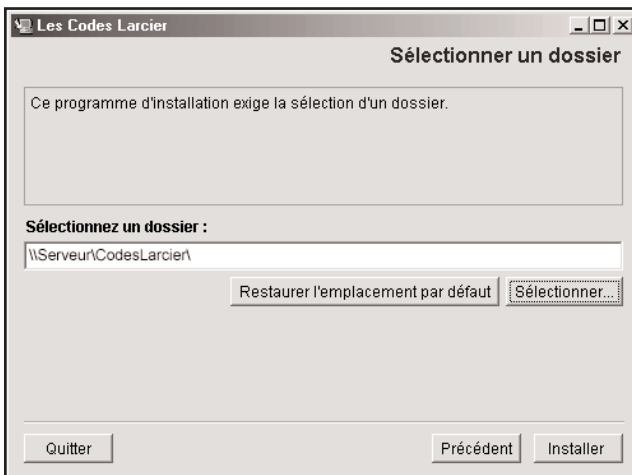 Les Codes Larcier
Sélectionner un dossier
Ce programme d'installation exige la sélection d'un dossier.
Sélectionnez un dossier :
\\Serveur\CodesLarcier\
Restaurer l'emplacement par défaut
Sélectionner...
Quitter
Précédent
Installer